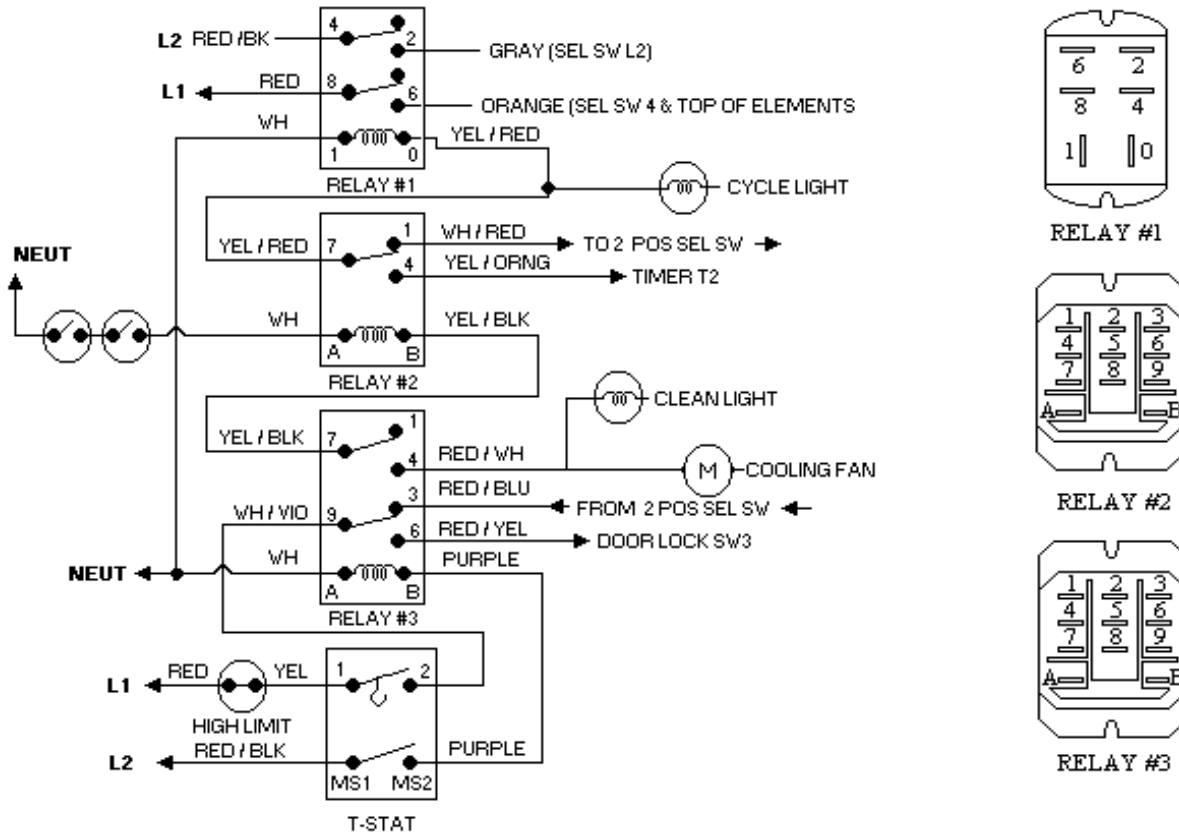 4
L2 RED /BK
2
GRAY (SEL SW L2)
L1
RED
8
6
ORANGE (SEL SW 4 & TOP OF ELEMENTS
WH
YEL / RED
1
0
RELAY #1
CYCLE LIGHT
YEL / RED
7
1
WH / RED
TO 2 POS SEL SW
4
YEL / ORNG
TIMER T2
NEUT
WH
YEL / BLK
A
B
RELAY #2
CLEAN LIGHT
YEL / BLK
7
1
4
RED / WH
M
COOLING FAN
RED / BLU
3
FROM 2 POS SEL SW
WH / VIO
9
6
RED / YEL
DOOR LOCK SW3
NEUT
WH
PURPLE
A
B
RELAY #3
L1
RED
YEL
1
2
HIGH LIMIT
L2
RED / BLK
PURPLE
MS1
MS2
T-STAT
6 2
8 4
1 0
RELAY #1
1 2 3
4 5 6
7 8 9
A B
RELAY #2
1 2 3
4 5 6
7 8 9
A B
RELAY #3